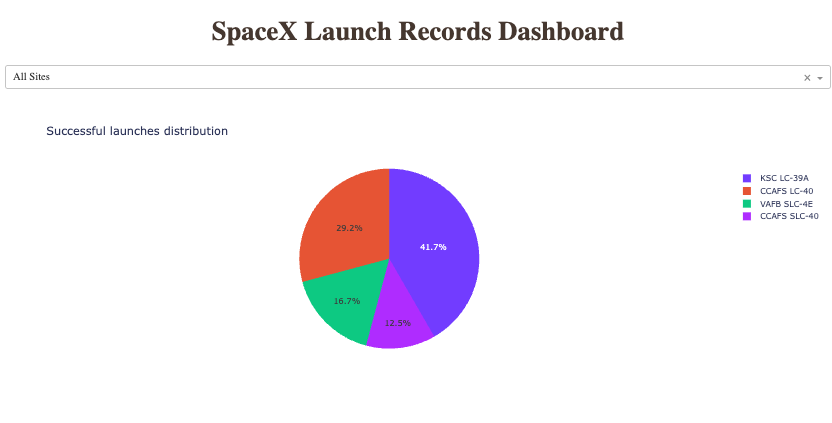 SpaceX Launch Records Dashboard
All Sites
Successful launches distribution
KSC LC-39A
CCAFS LC-40
VAFB SLC-4E
CCAFS SLC-40
29.2%
41.7%
16.7%
12.5%